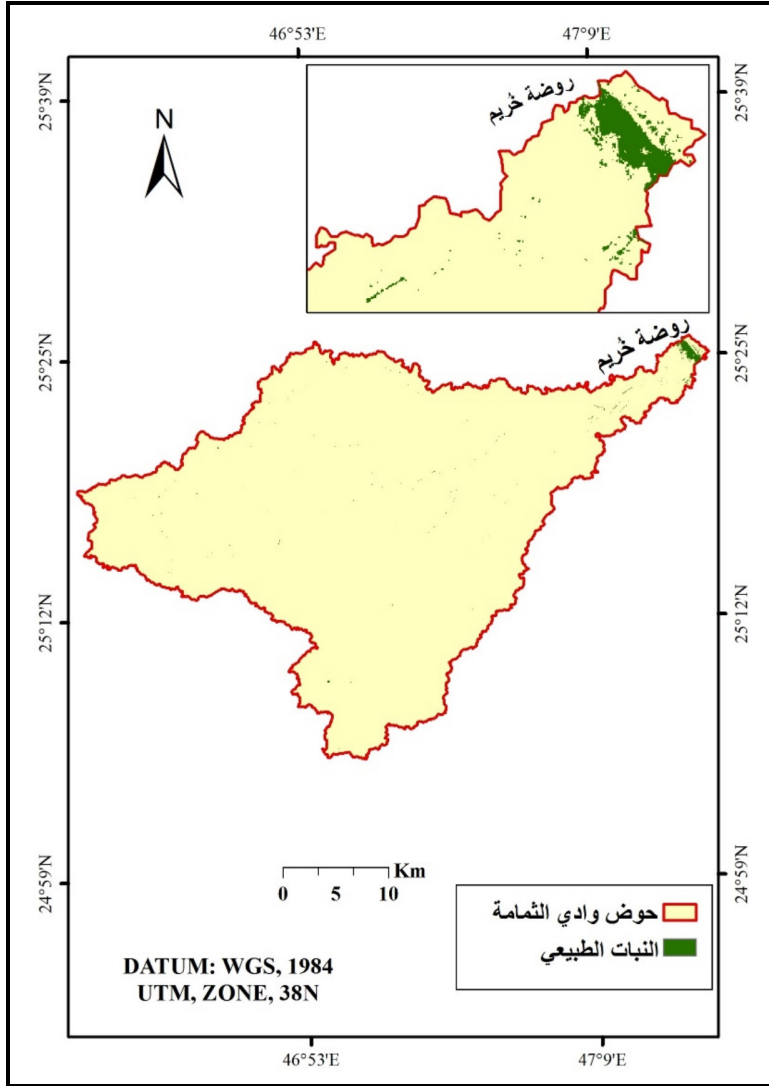 46°53'E
47°9'E
روضة خُريم
25°39'N
25°39'N
N
روضة خُريم
25°25'N
25°25'N
25°12'N
25°12'N
Km
0 5 10
24°59'N
24°59'N
حوض وادي الثمامة
النبات الطبيعي
DATUM: WGS, 1984
UTM, ZONE, 38N
46°53'E
47°9'E